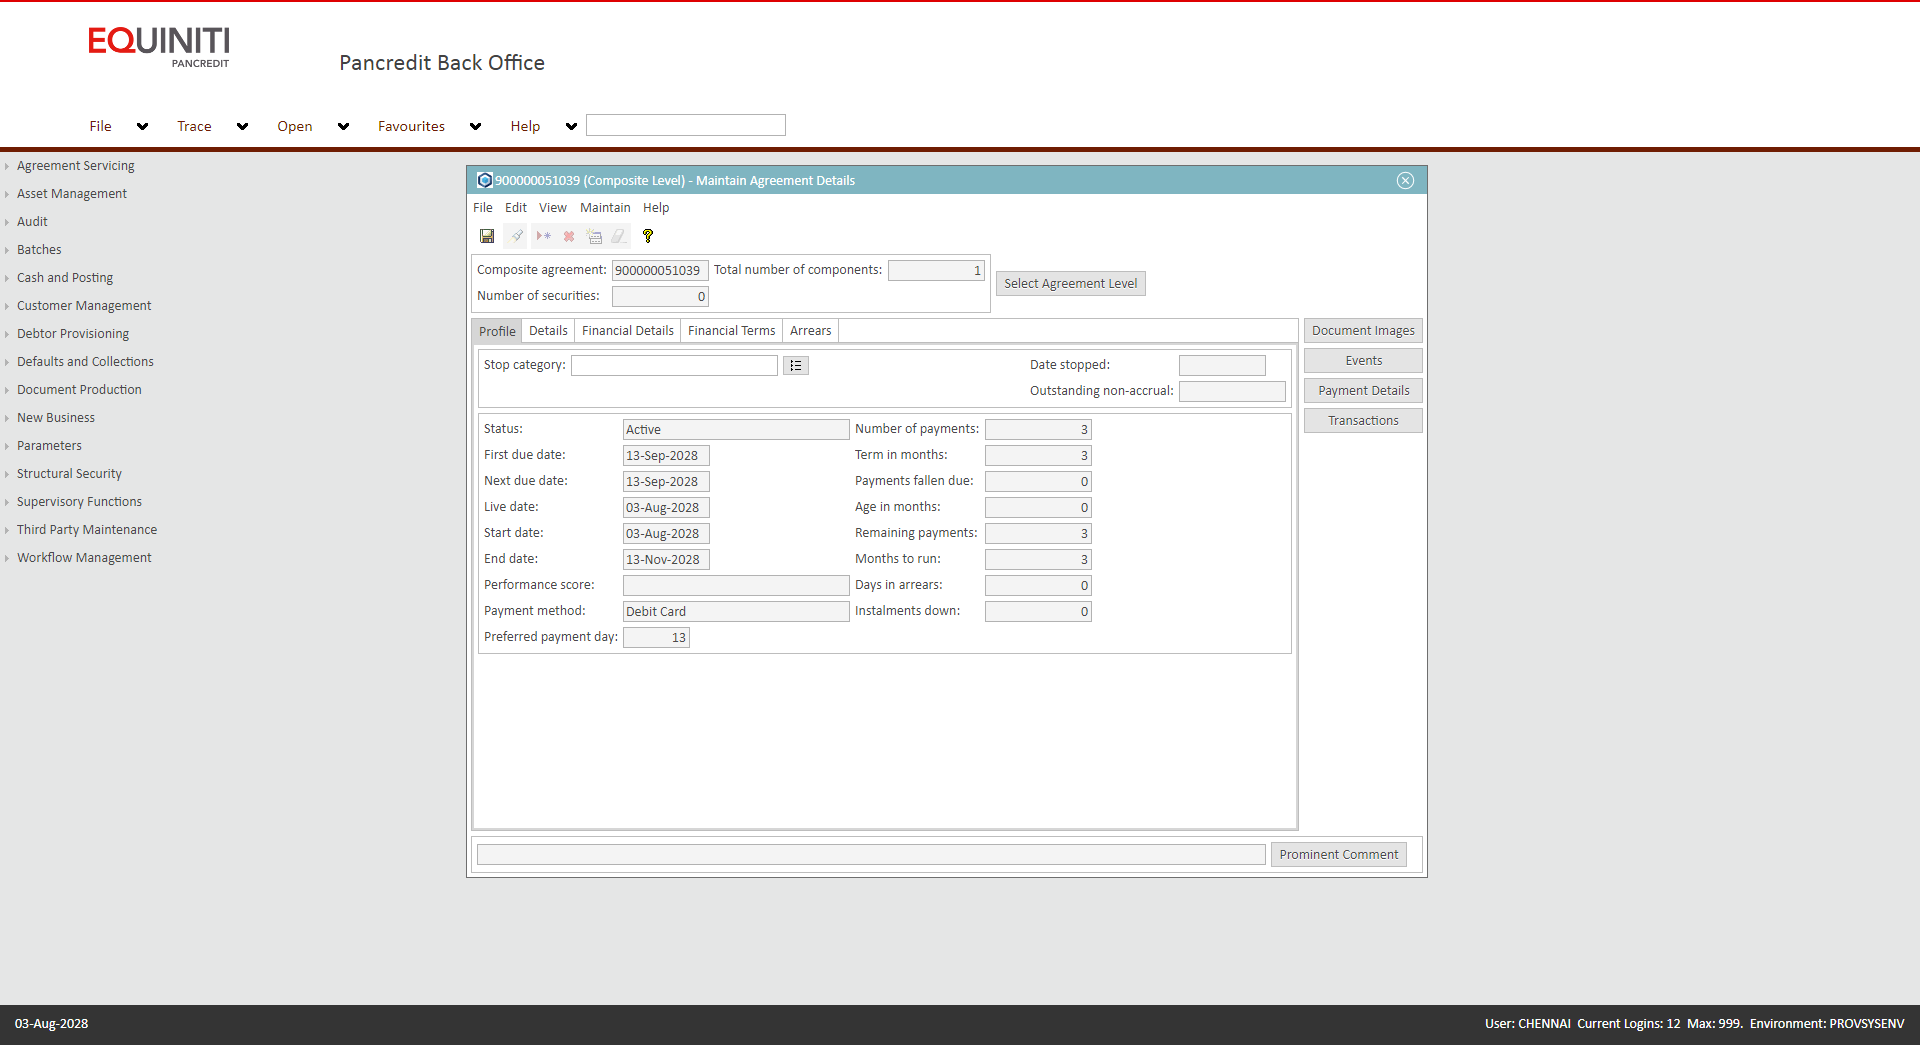 EQUINITI
PANCREDIT
Pancredit Back Office
File Trace Open Favourites Help
Agreement Servicing
Asset Management
Audit
Batches
Cash and Posting
Customer Management
Debtor Provisioning
Defaults and Collections
Document Production
New Business
Parameters
Structural Security
Supervisory Functions
Third Party Maintenance
Workflow Management
900000051039 (Composite Level) - Maintain Agreement Details
File Edit View Maintain Help
Composite agreement: 900000051039 Total number of components: 1
Number of securities: 0
Select Agreement Level
Profile Details Financial Details Financial Terms Arrears
Stop category: Date stopped:
Outstanding non-accrual:
Status: Active Number of payments: 3
First due date: 13-Sep-2028 Term in months: 3
Next due date: 13-Sep-2028 Payments fallen due: 0
Live date: 03-Aug-2028 Age in months: 0
Start date: 03-Aug-2028 Remaining payments: 3
End date: 13-Nov-2028 Months to run: 3
Performance score: Days in arrears: 0
Payment method: Debit Card Instalments down: 0
Preferred payment day: 13
Document Images
Events
Payment Details
Transactions
Prominent Comment
03-Aug-2028 User: CHENNAI Current Logins: 12 Max: 999. Environment: PROVSYSENV